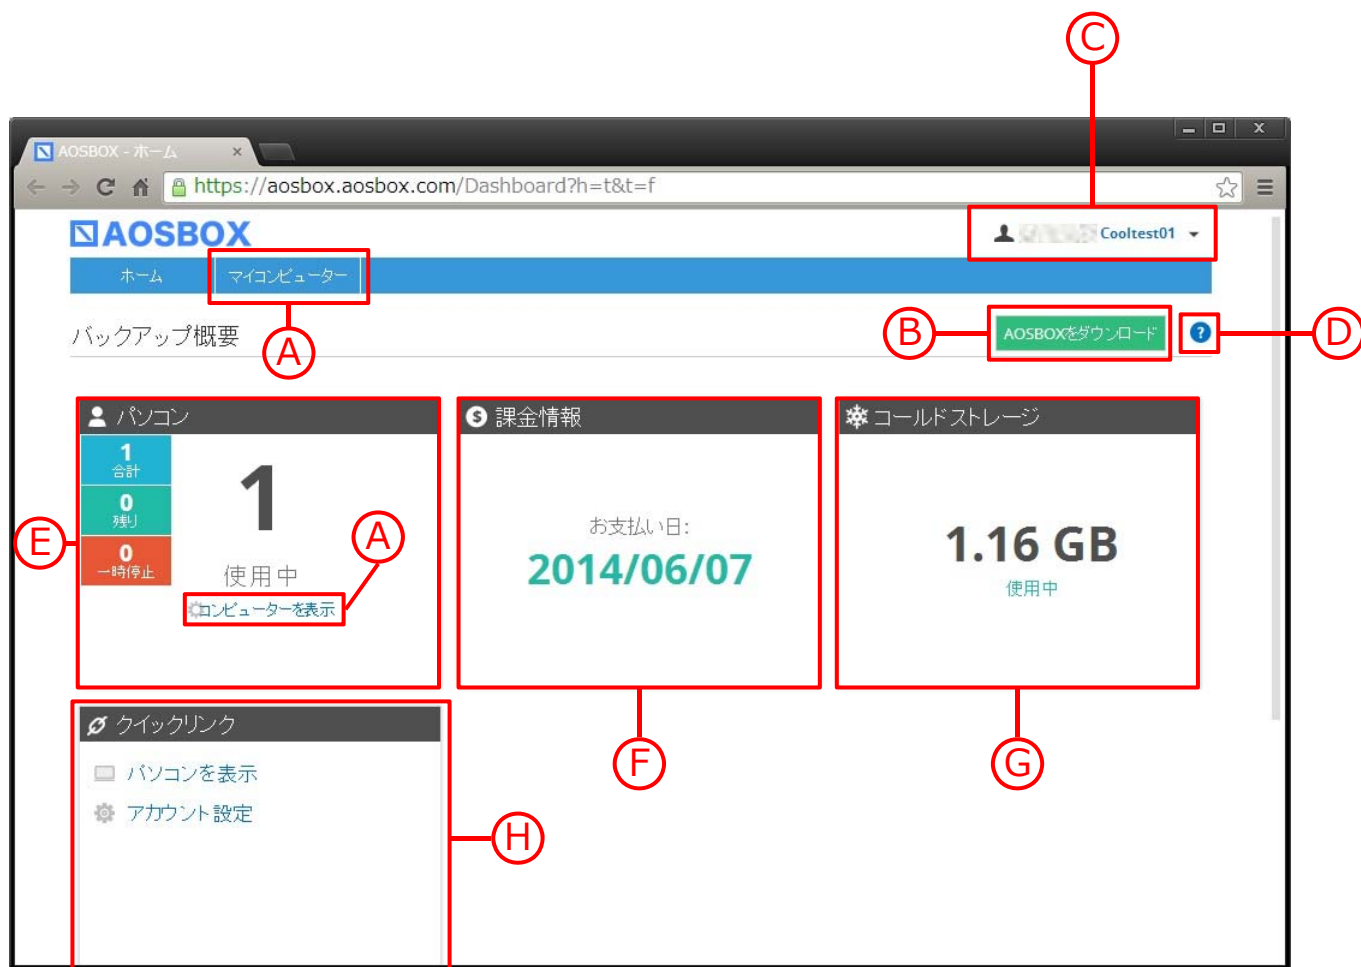 C
AOSBOX - ホーム
https://aosbox.aosbox.com/Dashboard?h=t&t=f
AOSBOX
Cooltest01
ホーム マイコンピューター
A
バックアップ概要
B
AOSBOXをダウンロード
?
D
パソコン
1
合計
0
残り
0
一時停止
1
使用中
コンピューターを表示
E
A
課金情報
お支払い日:
2014/06/07
コールドストレージ
1.16 GB
使用中
F
G
クイックリンク
パソコンを表示
アカウント設定
H